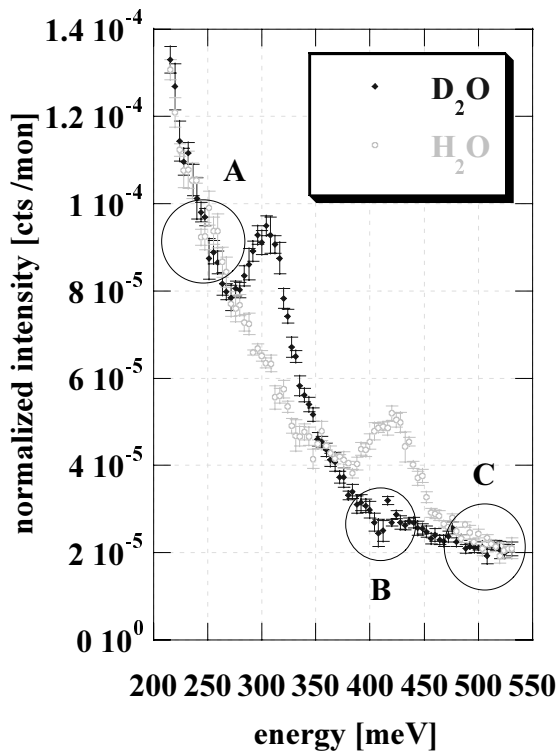 normalized intensity [cts /mon]
1.4 10⁻⁴
1.2 10⁻⁴
1 10⁻⁴
8 10⁻⁵
6 10⁻⁵
4 10⁻⁵
2 10⁻⁵
0 10⁰
D₂O
H₂O
A
B
C
200 250 300 350 400 450 500 550
energy [meV]